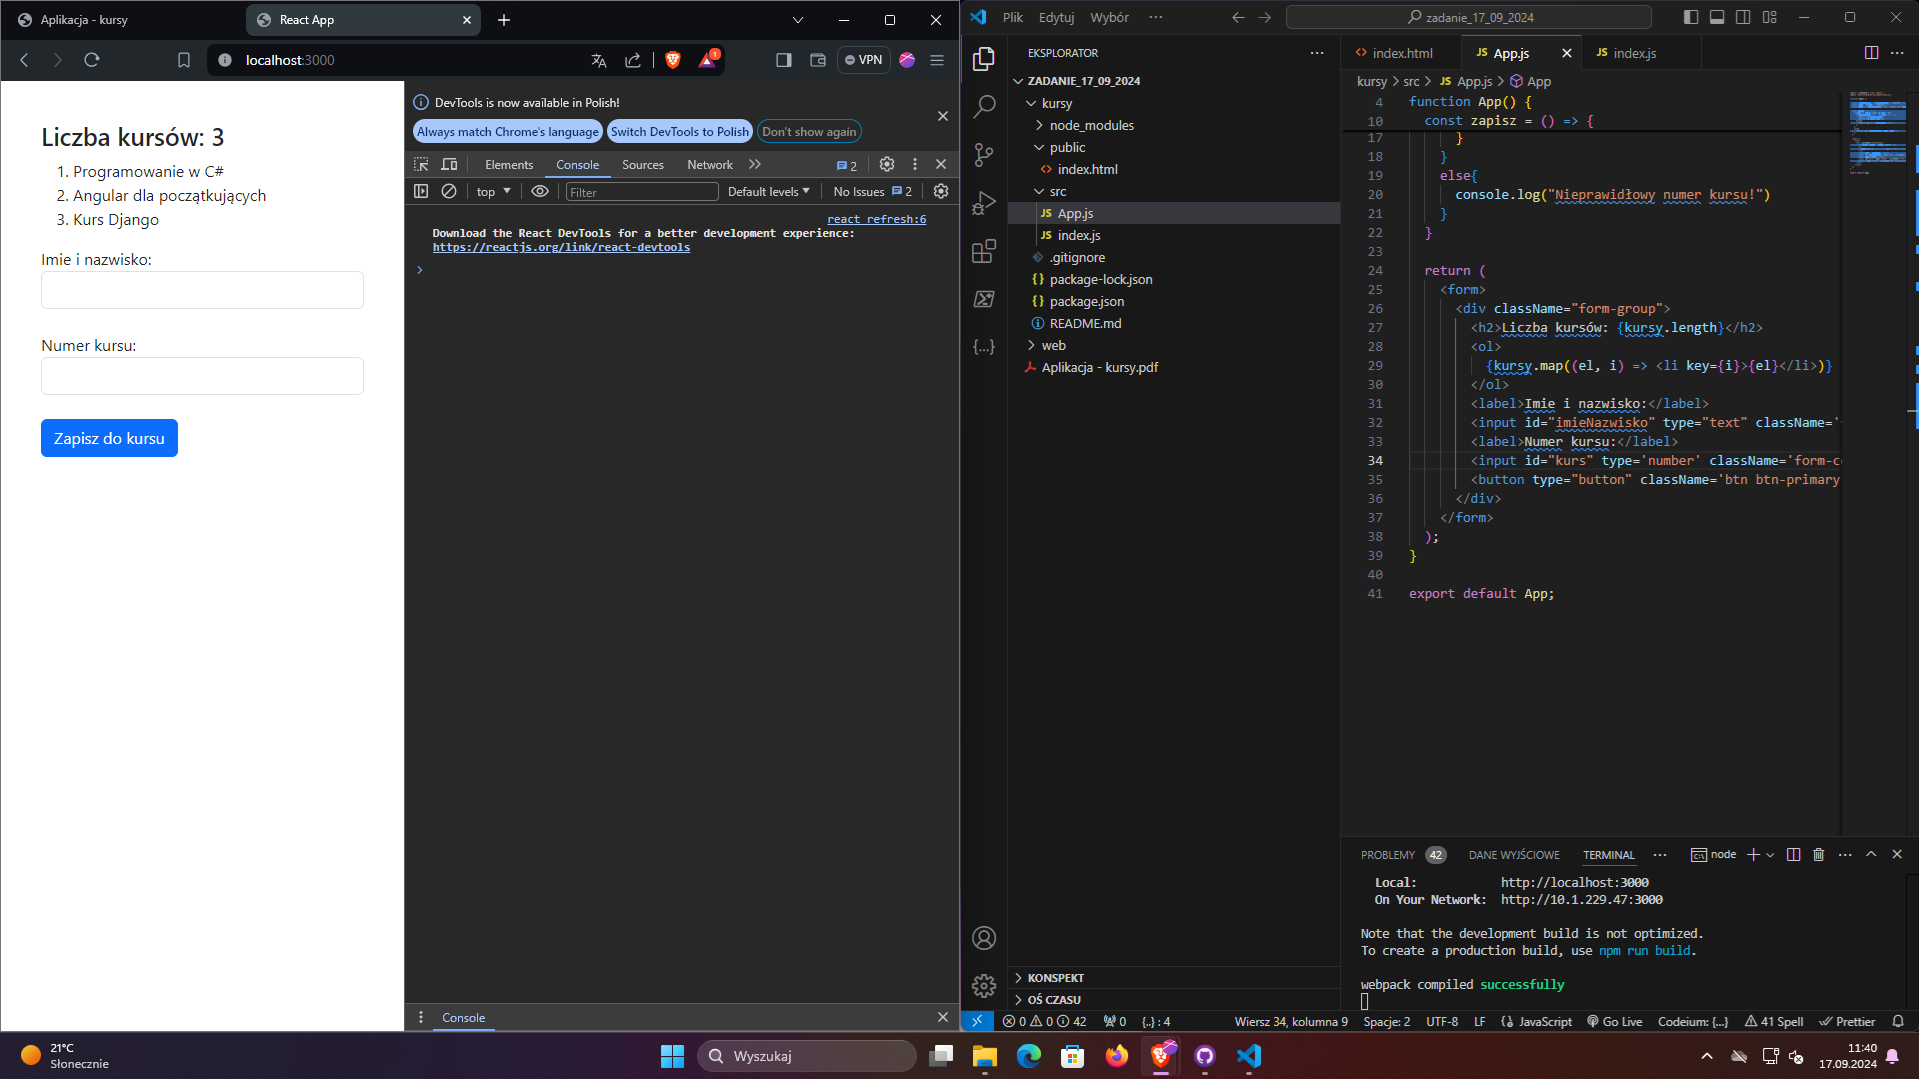 Aplikacja - kursy
React App
localhost:3000
VPN
1
Liczba kursów: 3
1. Programowanie w C#
2. Angular dla początkujących
3. Kurs Django
Imie i nazwisko:
Numer kursu:
Zapisz do kursu
DevTools is now available in Polish!
Always match Chrome's language
Switch DevTools to Polish
Don't show again
Elements
Console
Sources
Network
2
top
Filter
Default levels
No Issues
2
react refresh:6
Download the React DevTools for a better development experience:
https://reactjs.org/link/react-devtools
Console
Plik
Edytuj
Wybór
zadanie_17_09_2024
EKSPLORATOR
ZADANIE_17_09_2024
kursy
node_modules
public
index.html
src
App.js
index.js
.gitignore
package-lock.json
package.json
README.md
web
Aplikacja - kursy.pdf
KONSPEKT
OŚ CZASU
index.html
App.js
index.js
kursy > src > JS App.js > App
4 function App() {
10 const zapisz = () => {
17 }
18 }
19 else{
20 console.log("Nieprawidłowy numer kursu!")
21 }
22 }
23
24 return (
25 <form>
26 <div className="form-group">
27 <h2>Liczba kursów: {kursy.length}</h2>
28 <ol>
29 {kursy.map((el, i) => <li key={i}>{el}</li>)}
30 </ol>
31 <label>Imie i nazwisko:</label>
32 <input id="imieNazwisko" type="text" className='
33 <label>Numer kursu:</label>
34 <input id="kurs" type='number' className='form-c
35 <button type="button" className='btn btn-primary
36 </div>
37 </form>
38 );
39 }
40
41 export default App;
PROBLEMY 42
DANE WYJŚCIOWE
TERMINAL
node
Local: http://localhost:3000
On Your Network: http://10.1.229.47:3000
Note that the development build is not optimized.
To create a production build, use npm run build.
webpack compiled successfully
0 0 42
0
{..} : 4
Wiersz 34, kolumna 9
Spacje: 2
UTF-8
LF
JavaScript
Go Live
Codeium: {...}
41 Spell
Prettier
21°C
Słonecznie
Wyszukaj
11:40
17.09.2024